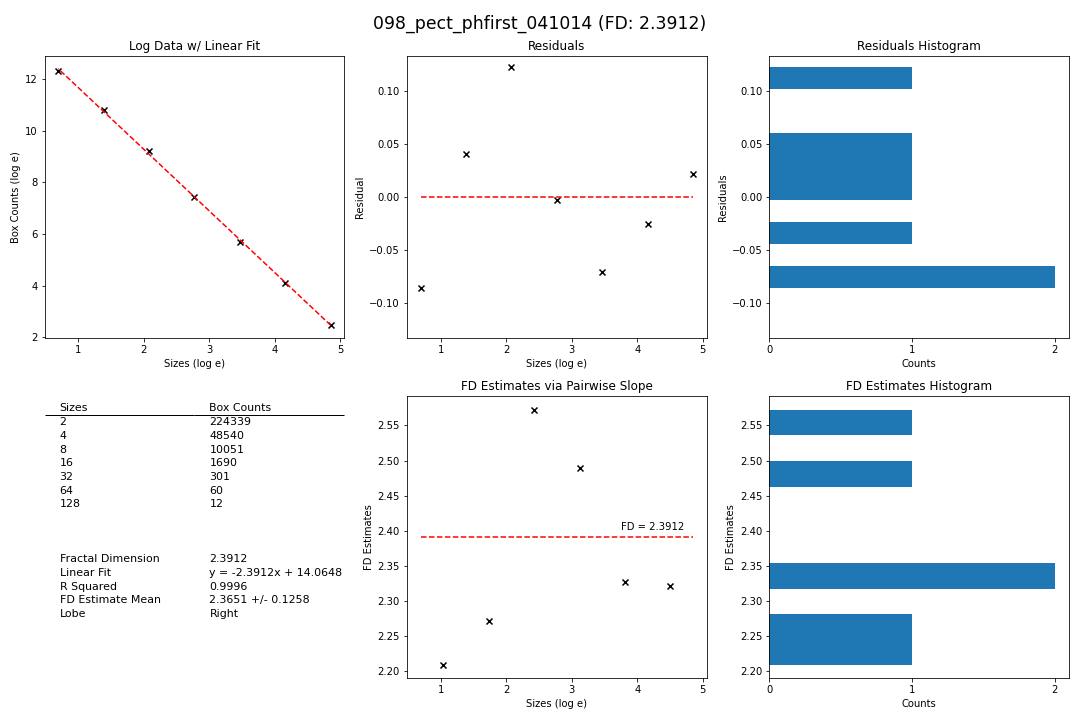 098_pect_phfirst_041014 (FD: 2.3912)
Log Data w/ Linear Fit
12
10
8
6
4
2
1 2 3 4 5
Box Counts (log e)
Sizes (log e)
Residuals
0.10
0.05
0.00
−0.05
−0.10
1 2 3 4 5
Residual
Sizes (log e)
Residuals Histogram
0.10
0.05
0.00
−0.05
−0.10
0 1 2
Residuals
Counts
Sizes Box Counts
2 224339
4 48540
8 10051
16 1690
32 301
64 60
128 12
Fractal Dimension 2.3912
Linear Fit y = -2.3912x + 14.0648
R Squared 0.9996
FD Estimate Mean 2.3651 +/- 0.1258
Lobe Right
FD Estimates via Pairwise Slope
2.55
2.50
2.45
2.40
2.35
2.30
2.25
2.20
FD = 2.3912
1 2 3 4 5
FD Estimates
Sizes (log e)
FD Estimates Histogram
2.55
2.50
2.45
2.40
2.35
2.30
2.25
2.20
0 1 2
FD Estimates
Counts